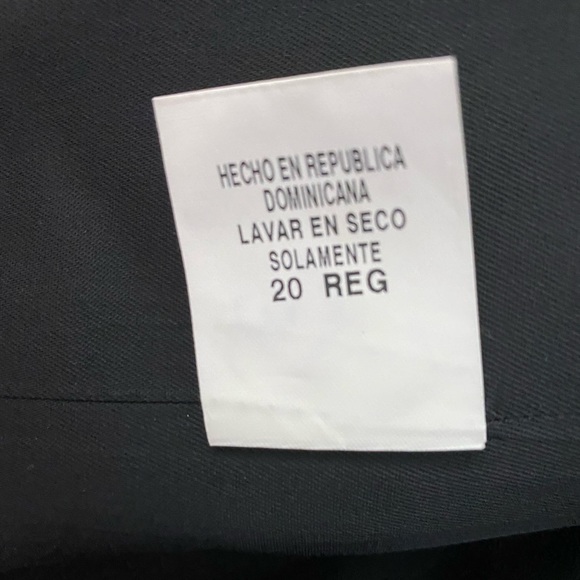 HECHO EN REPUBLICA
DOMINICANA
LAVAR EN SECO
SOLAMENTE
20 REG